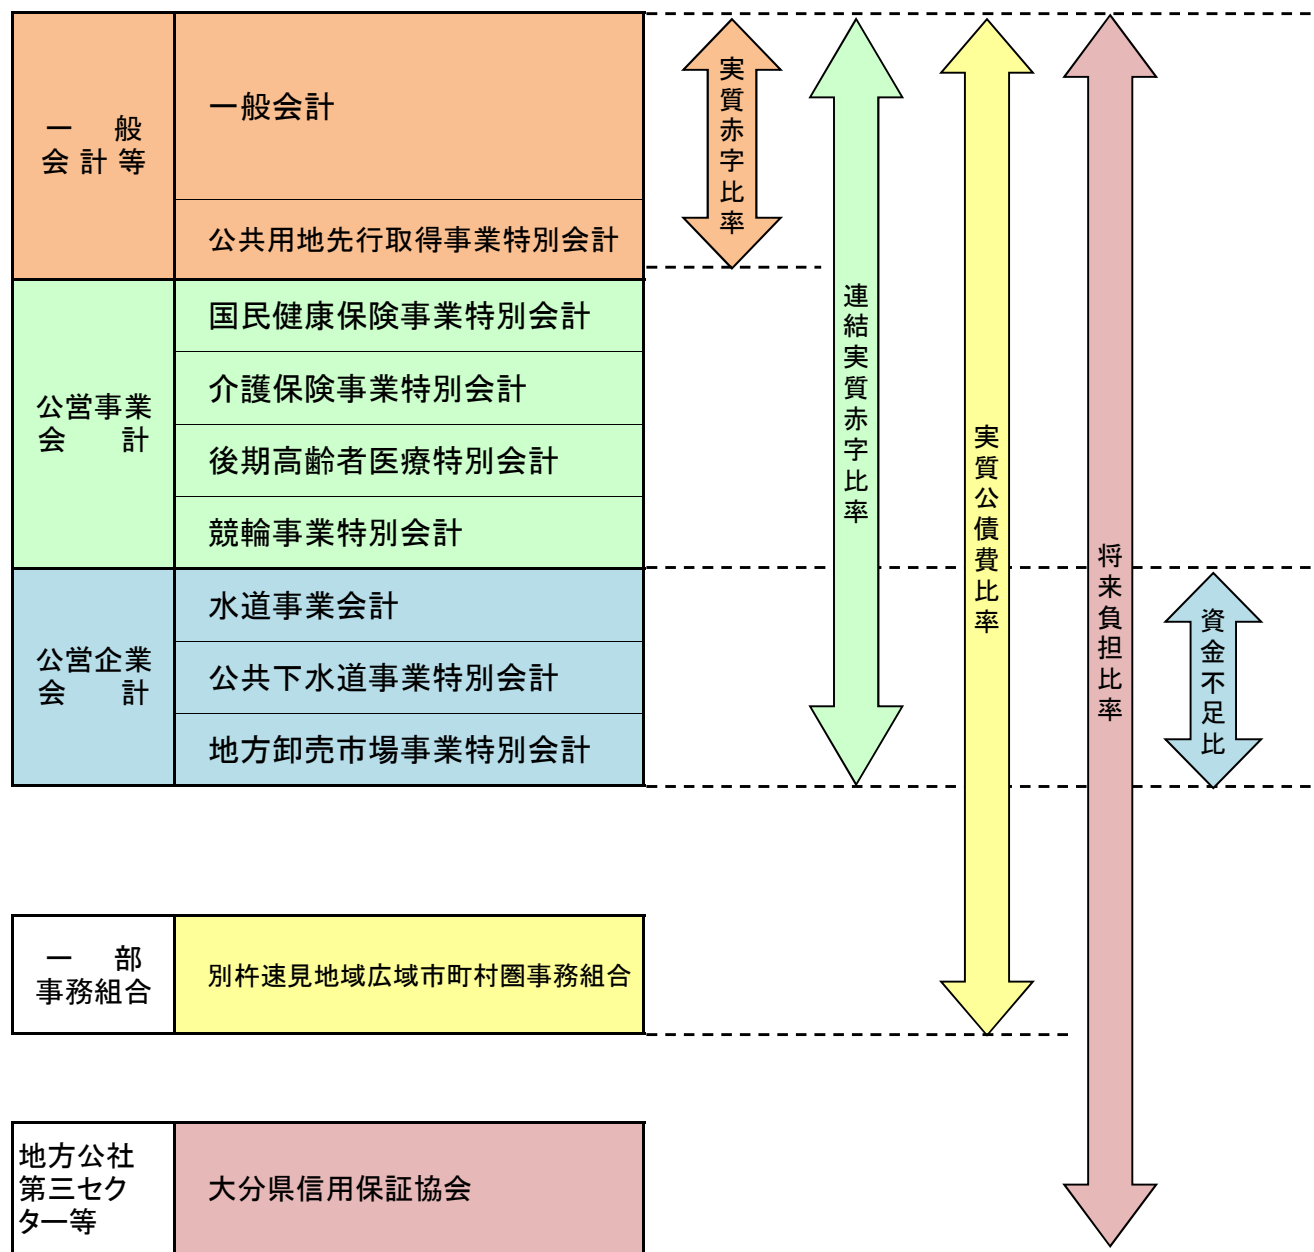 一　般
会 計 等
一般会計
公共用地先行取得事業特別会計
公営事業
会　計
国民健康保険事業特別会計
介護保険事業特別会計
後期高齢者医療特別会計
競輪事業特別会計
公営企業
会　計
水道事業会計
公共下水道事業特別会計
地方卸売市場事業特別会計
一　部
事務組合
別杵速見地域広域市町村圏事務組合
地方公社
第三セク
ター等
大分県信用保証協会
実質赤字比率
連結実質赤字比率
実質公債費比率
将来負担比率
資金不足比